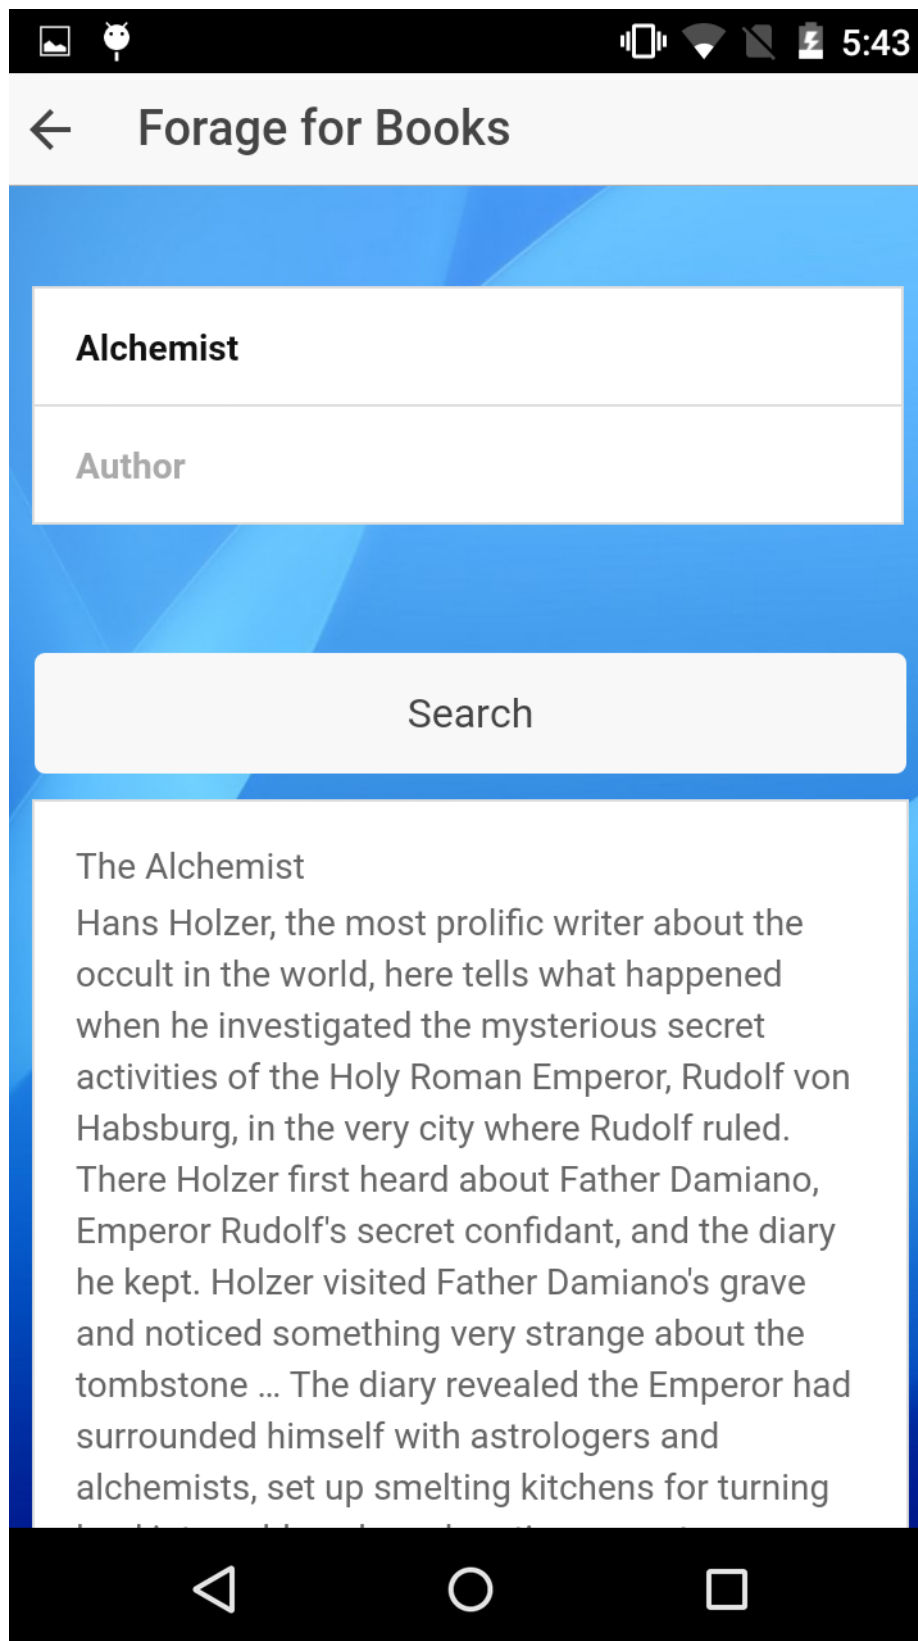 5:43
Forage for Books
Alchemist
Author
Search
The Alchemist
Hans Holzer, the most prolific writer about the
occult in the world, here tells what happened
when he investigated the mysterious secret
activities of the Holy Roman Emperor, Rudolf von
Habsburg, in the very city where Rudolf ruled.
There Holzer first heard about Father Damiano,
Emperor Rudolf's secret confidant, and the diary
he kept. Holzer visited Father Damiano's grave
and noticed something very strange about the
tombstone ... The diary revealed the Emperor had
surrounded himself with astrologers and
alchemists, set up smelting kitchens for turning